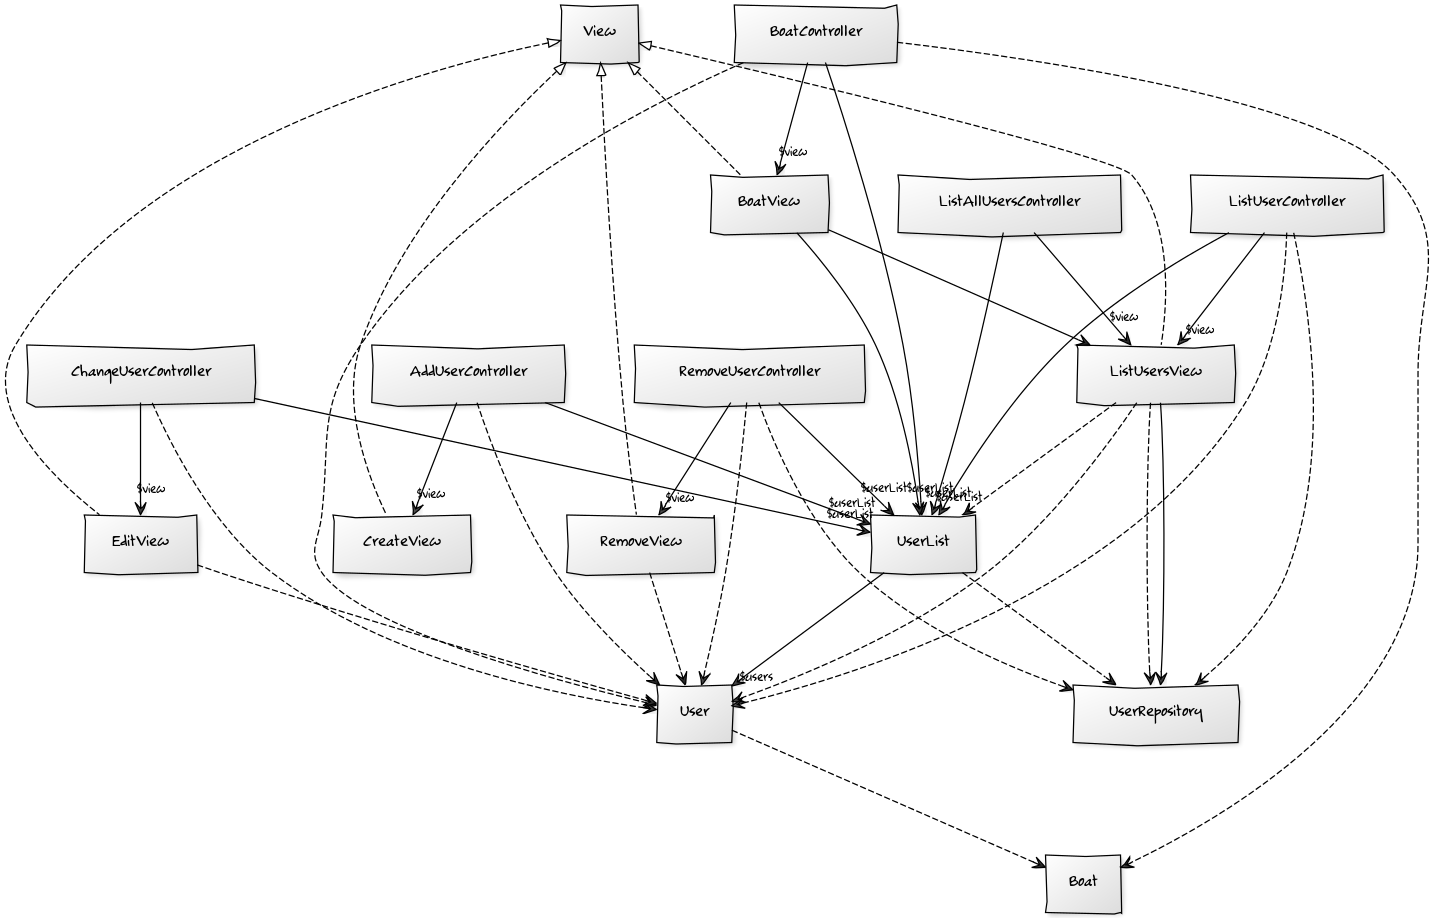 View
BoatController
$view
BoatView
ListAllUsersController
ListUserController
$view
$view
ChangeUserController
AddUserController
RemoveUserController
ListUsersView
$view
$view
$view
$userList
$userList
$userList
$userList
$userList
$userList
EditView
CreateView
RemoveView
UserList
$users
User
UserRepository
Boat